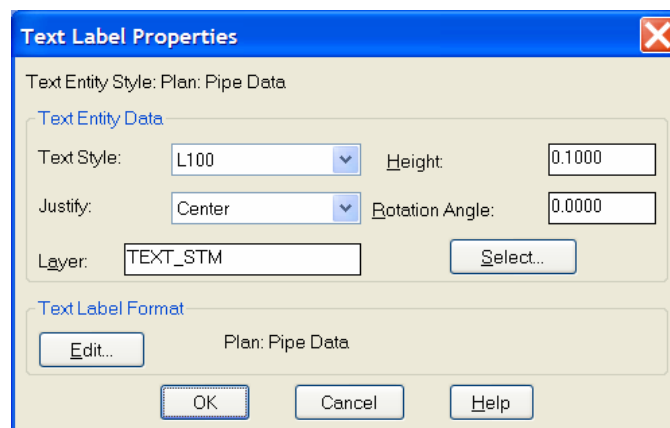 Text Label Properties
Text Entity Style: Plan: Pipe Data
Text Entity Data
Text Style: L100 Height: 0.1000
Justify: Center Rotation Angle: 0.0000
Layer: TEXT_STM Select...
Text Label Format
Edit... Plan: Pipe Data
OK Cancel Help